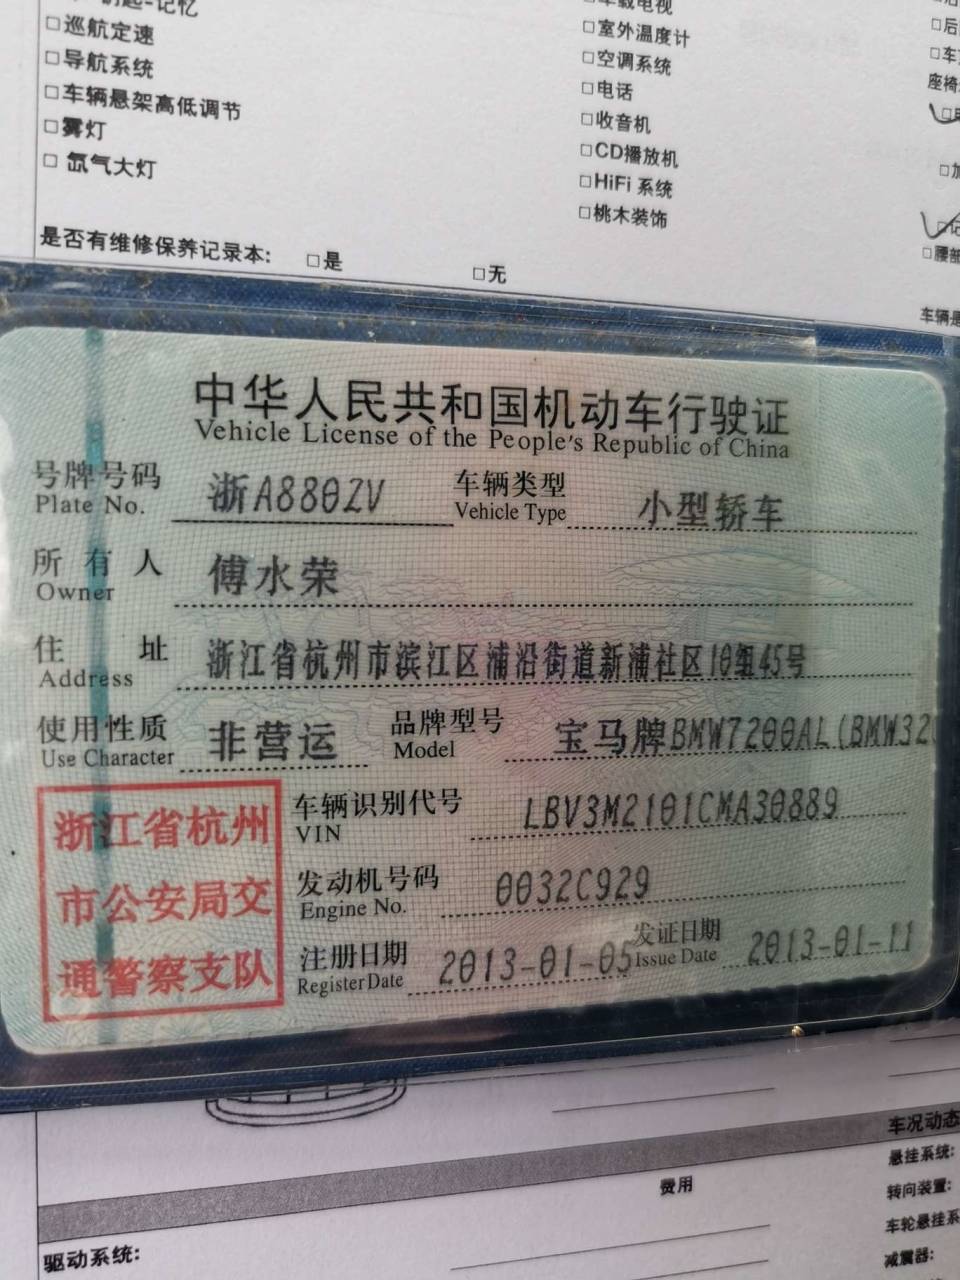 钥匙-记忆
□巡航定速
□导航系统
□车辆悬架高低调节
□雾灯
□氙气大灯
车载电视
□室外温度计
□空调系统
□电话
□收音机
□CD播放机
□HiFi 系统
□桃木装饰
座椅
□腰部
是否有维修保养记录本: □是 □无
中华人民共和国机动车行驶证
Vehicle License of the People's Republic of China
号牌号码 浙A8802V 车辆类型 小型轿车
Plate No. Vehicle Type
所有人 傅水荣
Owner
住址 浙江省杭州市滨江区浦沿街道新浦社区10组45号
Address
使用性质 非营运 品牌型号 宝马牌BMW7200AL(BMW320
Use Character Model
浙江省杭州
市公安局交
通警察支队
车辆识别代号 LBV3M2101CMA30889
VIN
发动机号码 0032C929
Engine No.
注册日期 2013-01-05 发证日期 2013-01-11
Register Date Issue Date
车况动态
悬挂系统:
费用
转向装置:
车轮悬挂系
驱动系统:
减震器: